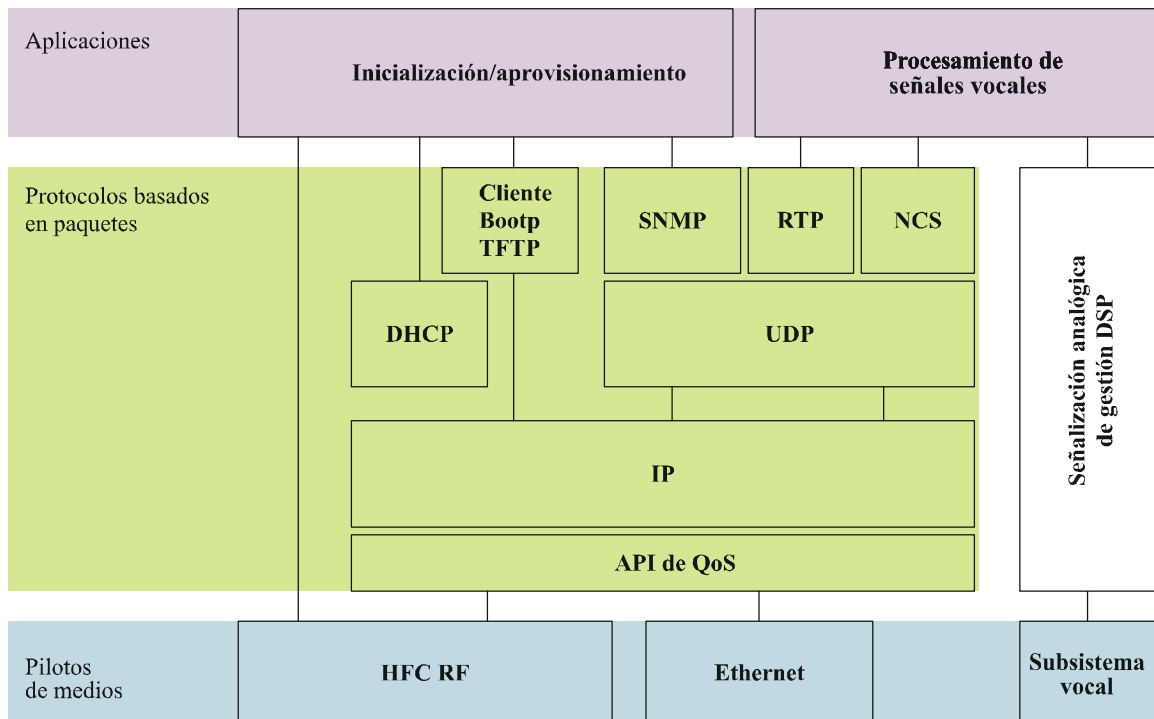 Aplicaciones
Inicialización/aprovisionamiento
Procesamiento de
señales vocales
Protocolos basados
en paquetes
Cliente
Bootp
TFTP
SNMP
RTP
NCS
DHCP
UDP
Señalización analógica
de gestión DSP
IP
API de QoS
Pilotos
de medios
HFC RF
Ethernet
Subsistema
vocal